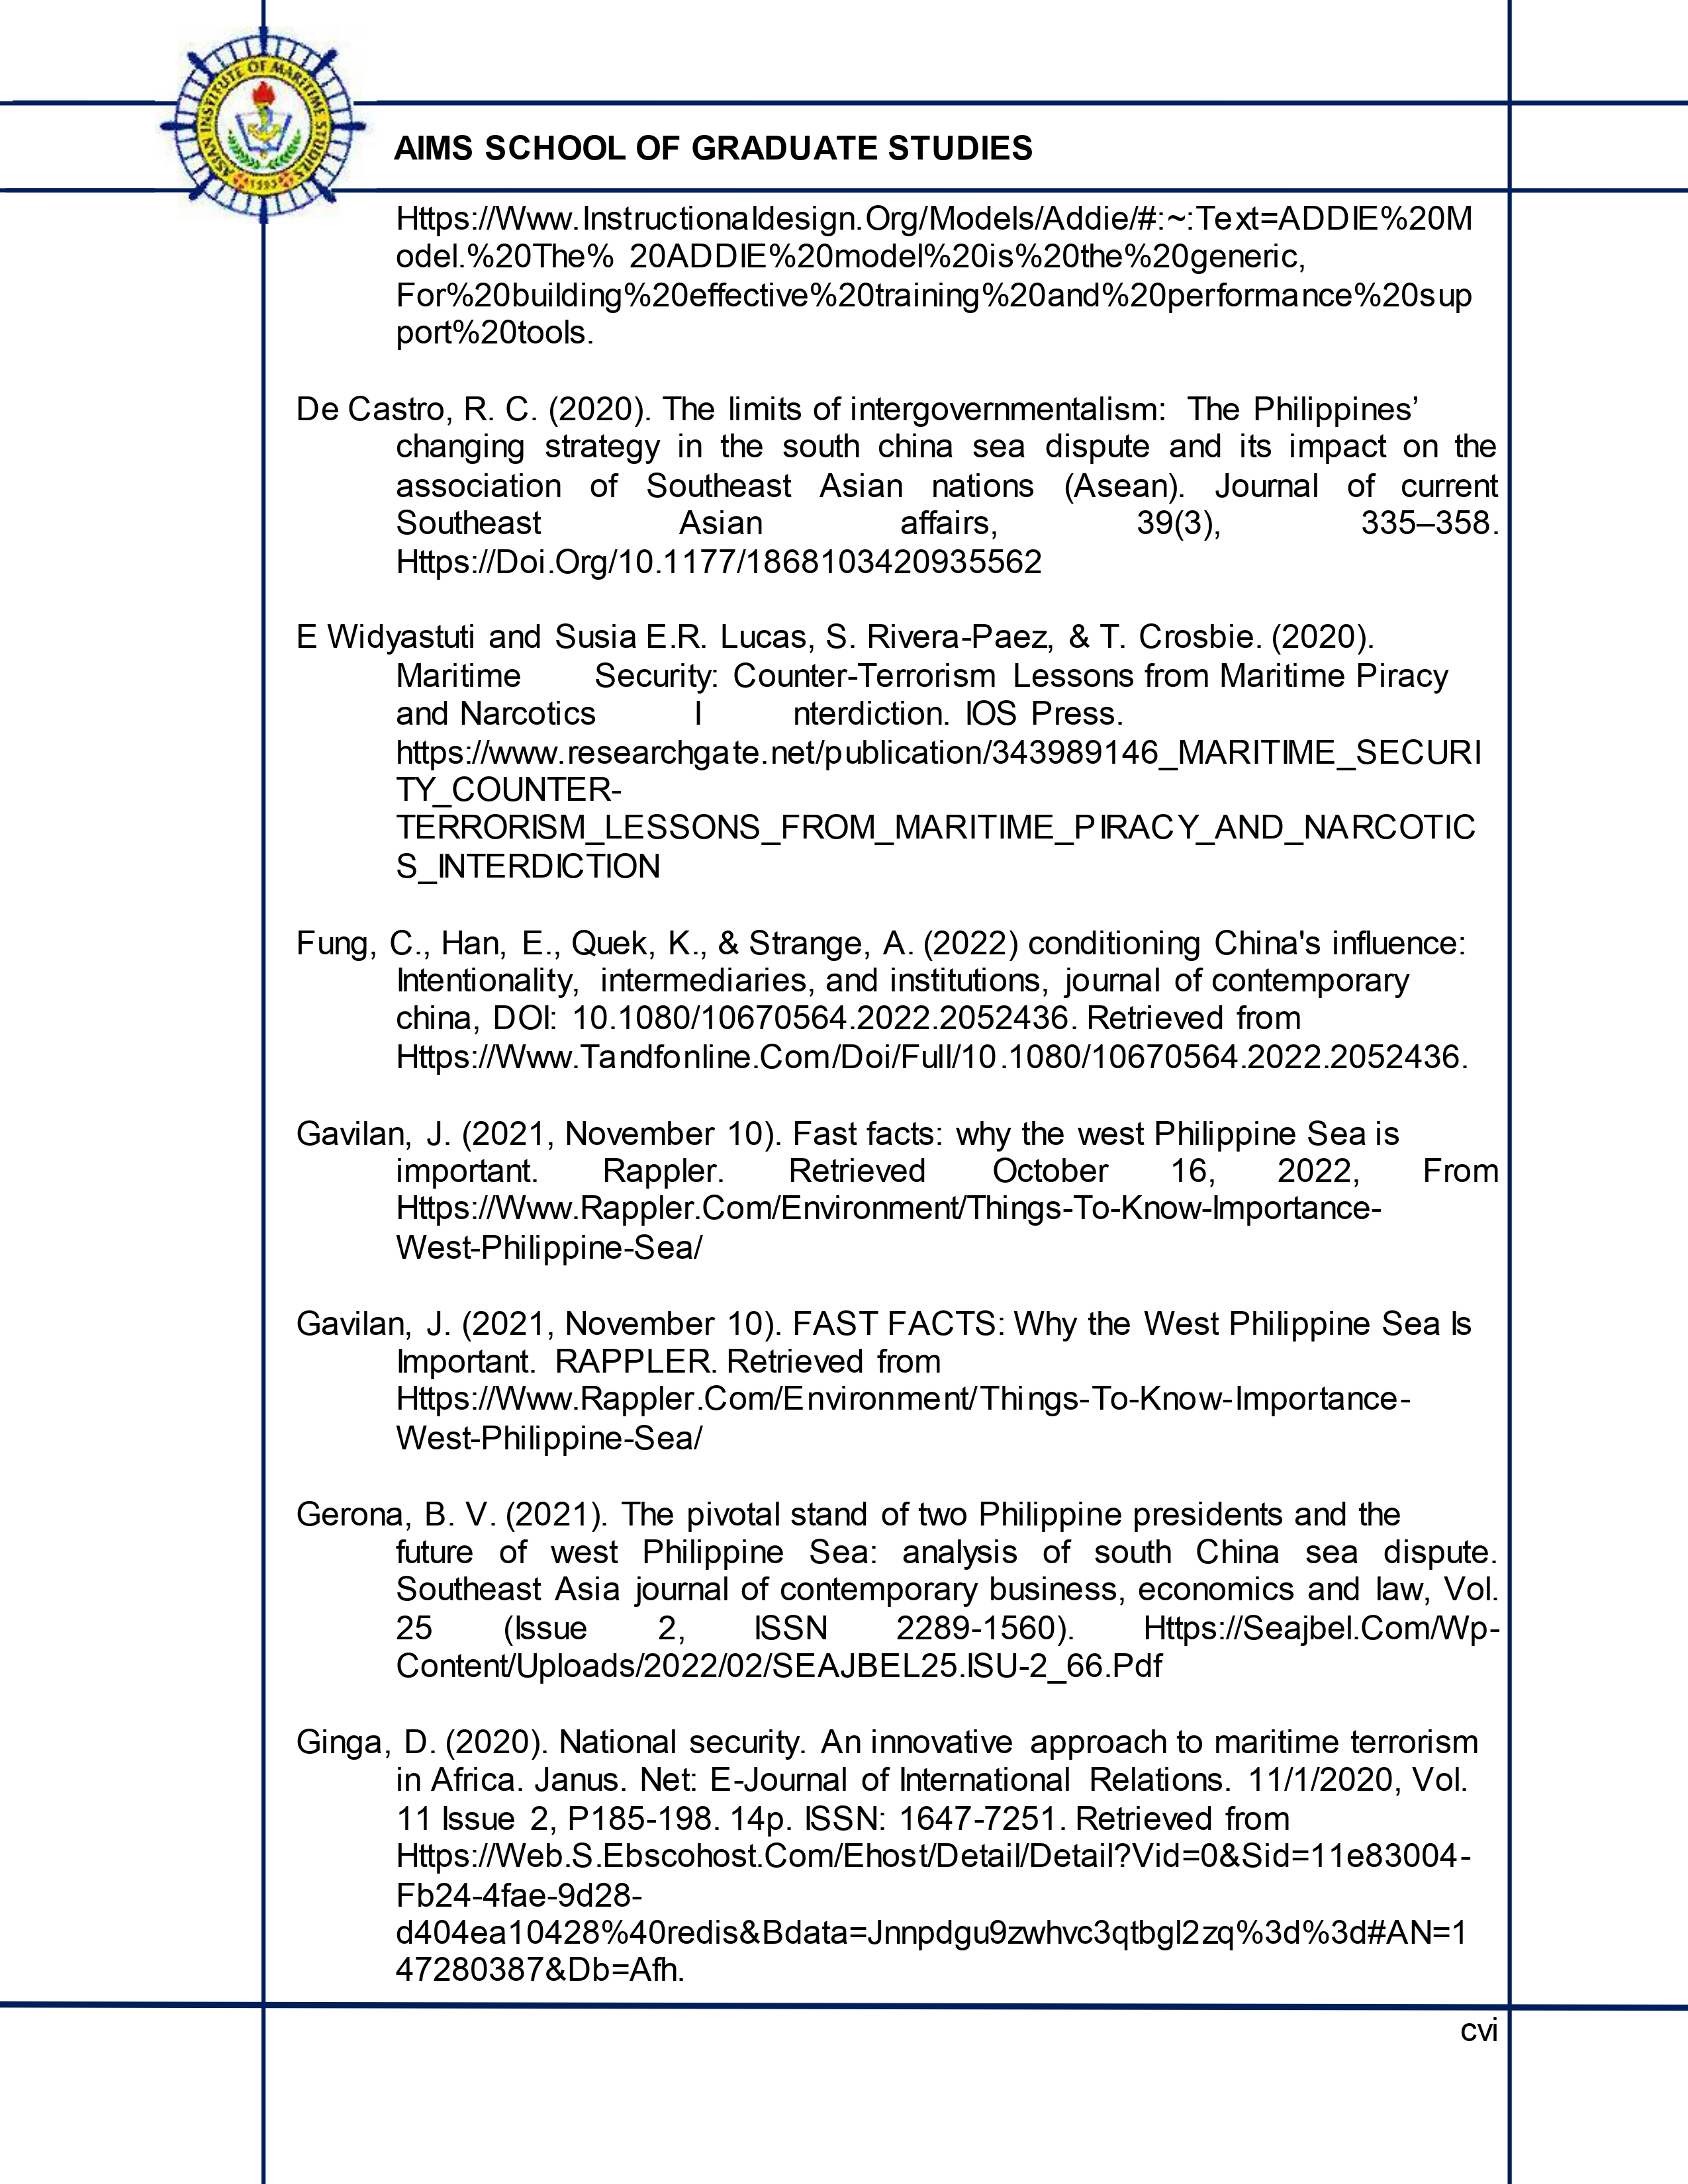 ASIAN INSTITUTE OF MARITIME STUDIES
1993
AIMS SCHOOL OF GRADUATE STUDIES
Https://Www.Instructionaldesign.Org/Models/Addie/#:~:Text=ADDIE%20M
odel.%20The% 20ADDIE%20model%20is%20the%20generic,
For%20building%20effective%20training%20and%20performance%20sup
port%20tools.
De Castro, R. C. (2020). The limits of intergovernmentalism: The Philippines’
changing strategy in the south china sea dispute and its impact on the
association of Southeast Asian nations (Asean). Journal of current
Southeast Asian affairs, 39(3), 335–358.
Https://Doi.Org/10.1177/1868103420935562
E Widyastuti and Susia E.R. Lucas, S. Rivera-Paez, & T. Crosbie. (2020).
Maritime Security: Counter-Terrorism Lessons from Maritime Piracy
and Narcotics I nterdiction. IOS Press.
https://www.researchgate.net/publication/343989146_MARITIME_SECURI
TY_COUNTER-
TERRORISM_LESSONS_FROM_MARITIME_PIRACY_AND_NARCOTIC
S_INTERDICTION
Fung, C., Han, E., Quek, K., & Strange, A. (2022) conditioning China's influence:
Intentionality, intermediaries, and institutions, journal of contemporary
china, DOI: 10.1080/10670564.2022.2052436. Retrieved from
Https://Www.Tandfonline.Com/Doi/Full/10.1080/10670564.2022.2052436.
Gavilan, J. (2021, November 10). Fast facts: why the west Philippine Sea is
important. Rappler. Retrieved October 16, 2022, From
Https://Www.Rappler.Com/Environment/Things-To-Know-Importance-
West-Philippine-Sea/
Gavilan, J. (2021, November 10). FAST FACTS: Why the West Philippine Sea Is
Important. RAPPLER. Retrieved from
Https://Www.Rappler.Com/Environment/Things-To-Know-Importance-
West-Philippine-Sea/
Gerona, B. V. (2021). The pivotal stand of two Philippine presidents and the
future of west Philippine Sea: analysis of south China sea dispute.
Southeast Asia journal of contemporary business, economics and law, Vol.
25 (Issue 2, ISSN 2289-1560). Https://Seajbel.Com/Wp-
Content/Uploads/2022/02/SEAJBEL25.ISU-2_66.Pdf
Ginga, D. (2020). National security. An innovative approach to maritime terrorism
in Africa. Janus. Net: E-Journal of International Relations. 11/1/2020, Vol.
11 Issue 2, P185-198. 14p. ISSN: 1647-7251. Retrieved from
Https://Web.S.Ebscohost.Com/Ehost/Detail/Detail?Vid=0&Sid=11e83004-
Fb24-4fae-9d28-
d404ea10428%40redis&Bdata=Jnnpdgu9zwhvc3qtbgl2zq%3d%3d#AN=1
47280387&Db=Afh.
cvi